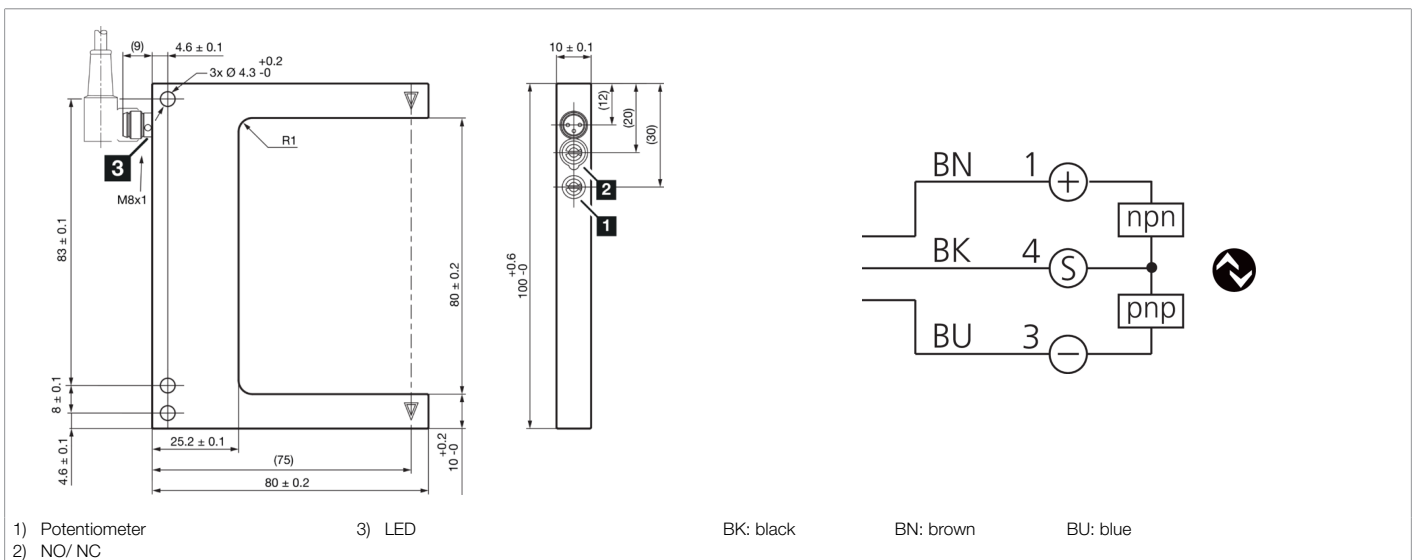 (9)
4.6 ± 0.1
+0.2
3x Ø 4.3 -0
R1
3
M8x1
83 ± 0.1
80 ± 0.2
8 ± 0.1
4.6 ± 0.1
25.2 ± 0.1
(75)
80 ± 0.2
+0.2
10 -0
10 ± 0.1
(12)
(20)
(30)
2
1
+0.6
100 -0
BN 1 +
npn
BK 4 S
pnp
BU 3 −
1) Potentiometer 3) LED BK: black BN: brown BU: blue
2) NO/ NC